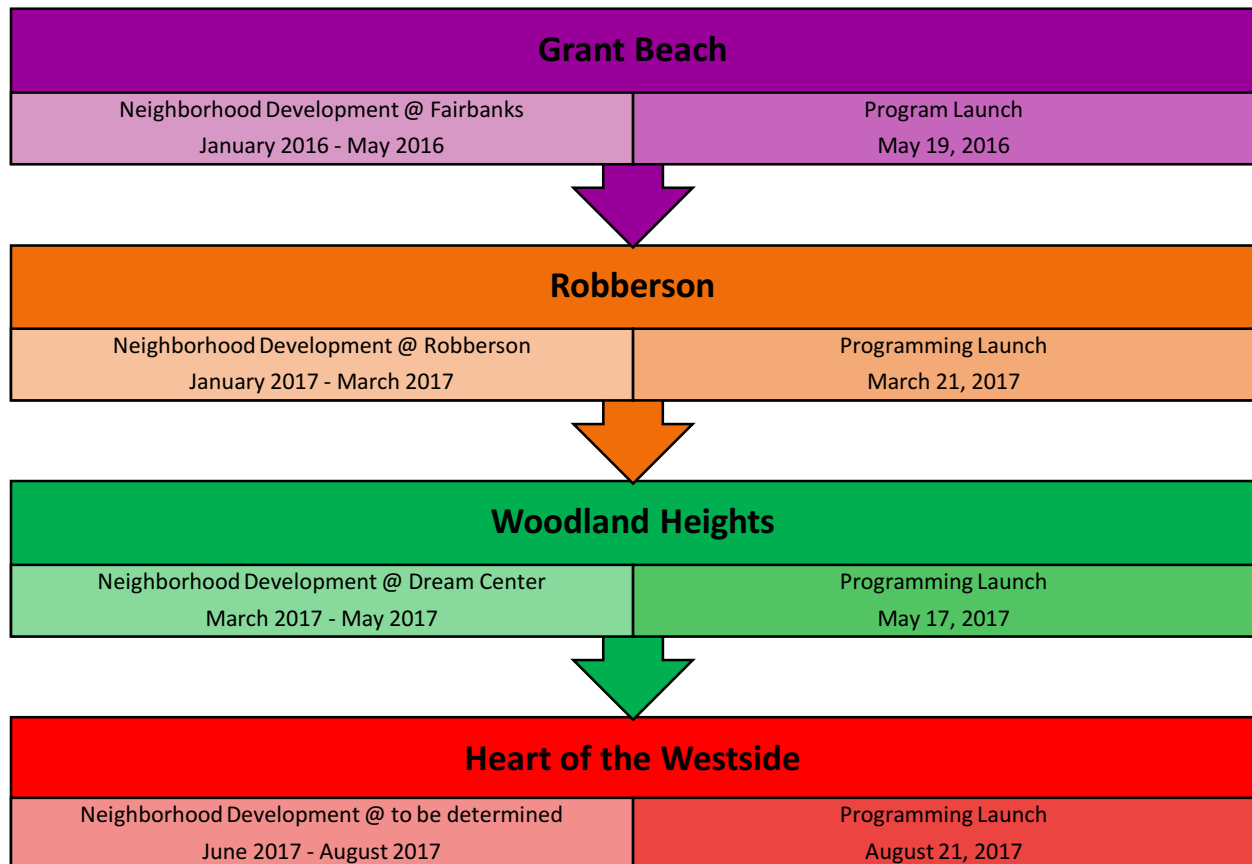 Grant Beach
Neighborhood Development @ Fairbanks
January 2016 - May 2016
Program Launch
May 19, 2016
Robberson
Neighborhood Development @ Robberson
January 2017 - March 2017
Programming Launch
March 21, 2017
Woodland Heights
Neighborhood Development @ Dream Center
March 2017 - May 2017
Programming Launch
May 17, 2017
Heart of the Westside
Neighborhood Development @ to be determined
June 2017 - August 2017
Programming Launch
August 21, 2017